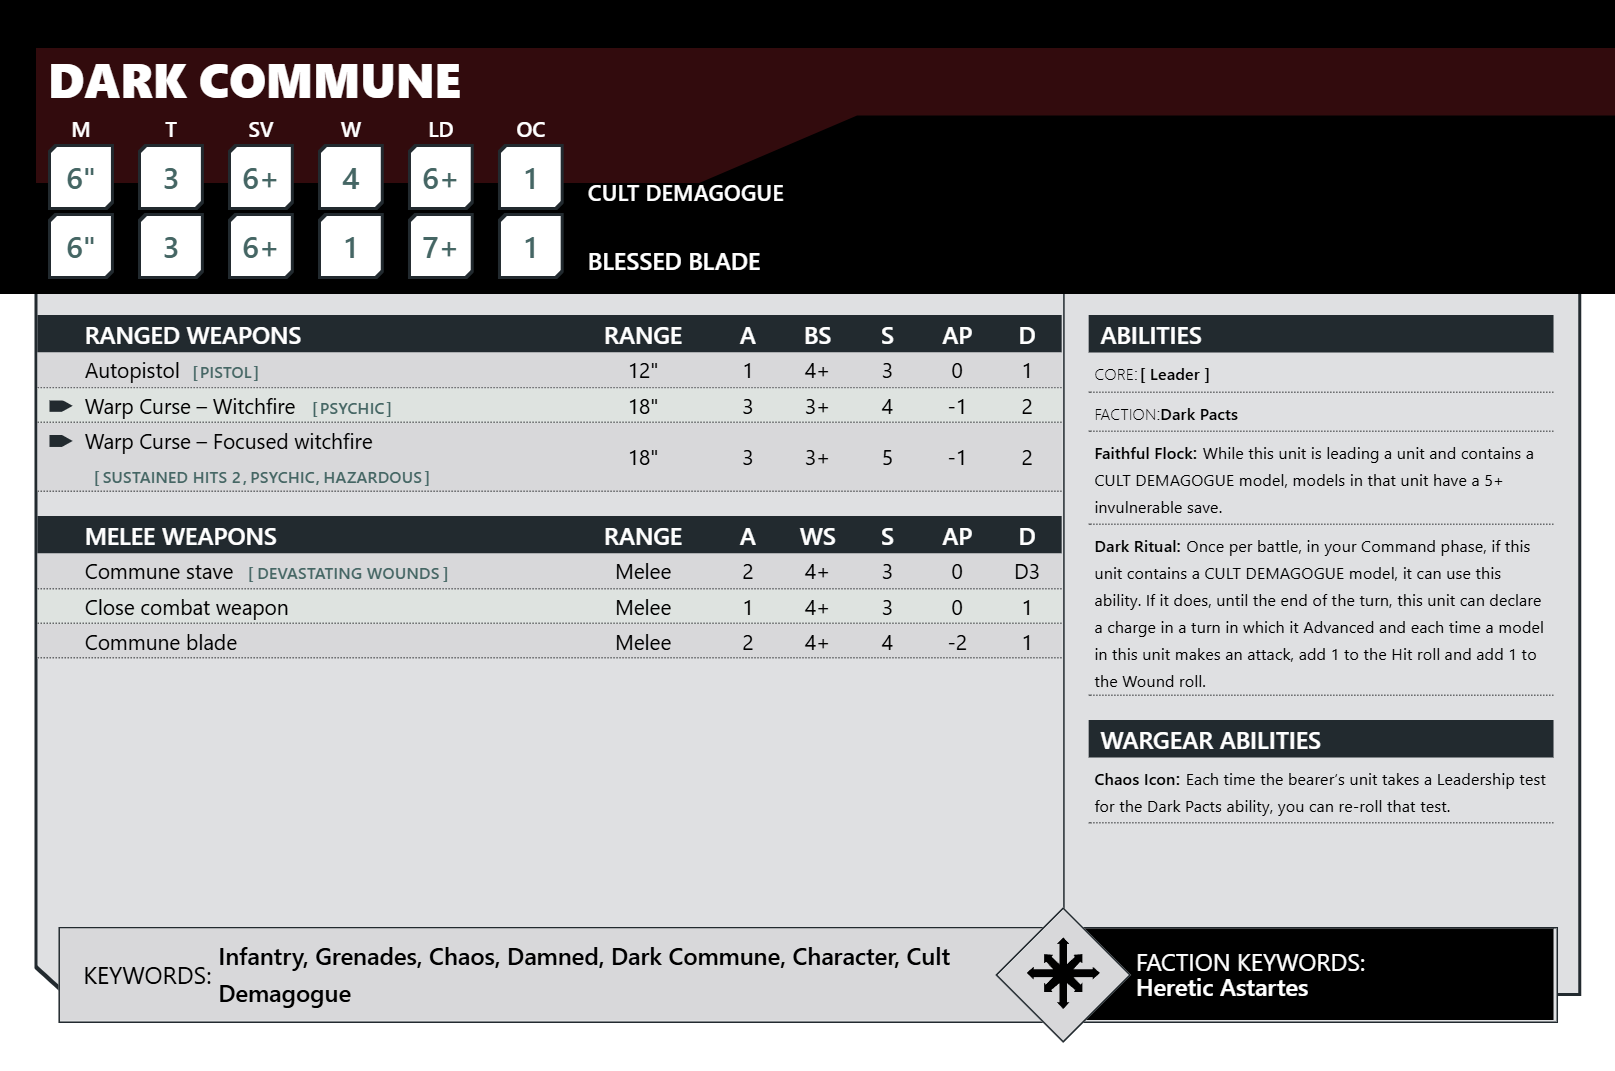 DARK COMMUNE
M T SV W LD OC
6" 3 6+ 4 6+ 1 CULT DEMAGOGUE
6" 3 6+ 1 7+ 1 BLESSED BLADE
RANGED WEAPONS RANGE A BS S AP D
Autopistol [PISTOL] 12" 1 4+ 3 0 1
Warp Curse – Witchfire [PSYCHIC] 18" 3 3+ 4 -1 2
Warp Curse – Focused witchfire
[SUSTAINED HITS 2, PSYCHIC, HAZARDOUS] 18" 3 3+ 5 -1 2
MELEE WEAPONS RANGE A WS S AP D
Commune stave [DEVASTATING WOUNDS] Melee 2 4+ 3 0 D3
Close combat weapon Melee 1 4+ 3 0 1
Commune blade Melee 2 4+ 4 -2 1
ABILITIES
CORE: [ Leader ]
FACTION:Dark Pacts
Faithful Flock: While this unit is leading a unit and contains a
CULT DEMAGOGUE model, models in that unit have a 5+
invulnerable save.
Dark Ritual: Once per battle, in your Command phase, if this
unit contains a CULT DEMAGOGUE model, it can use this
ability. If it does, until the end of the turn, this unit can declare
a charge in a turn in which it Advanced and each time a model
in this unit makes an attack, add 1 to the Hit roll and add 1 to
the Wound roll.
WARGEAR ABILITIES
Chaos Icon: Each time the bearer’s unit takes a Leadership test
for the Dark Pacts ability, you can re-roll that test.
KEYWORDS: Infantry, Grenades, Chaos, Damned, Dark Commune, Character, Cult
Demagogue
FACTION KEYWORDS:
Heretic Astartes